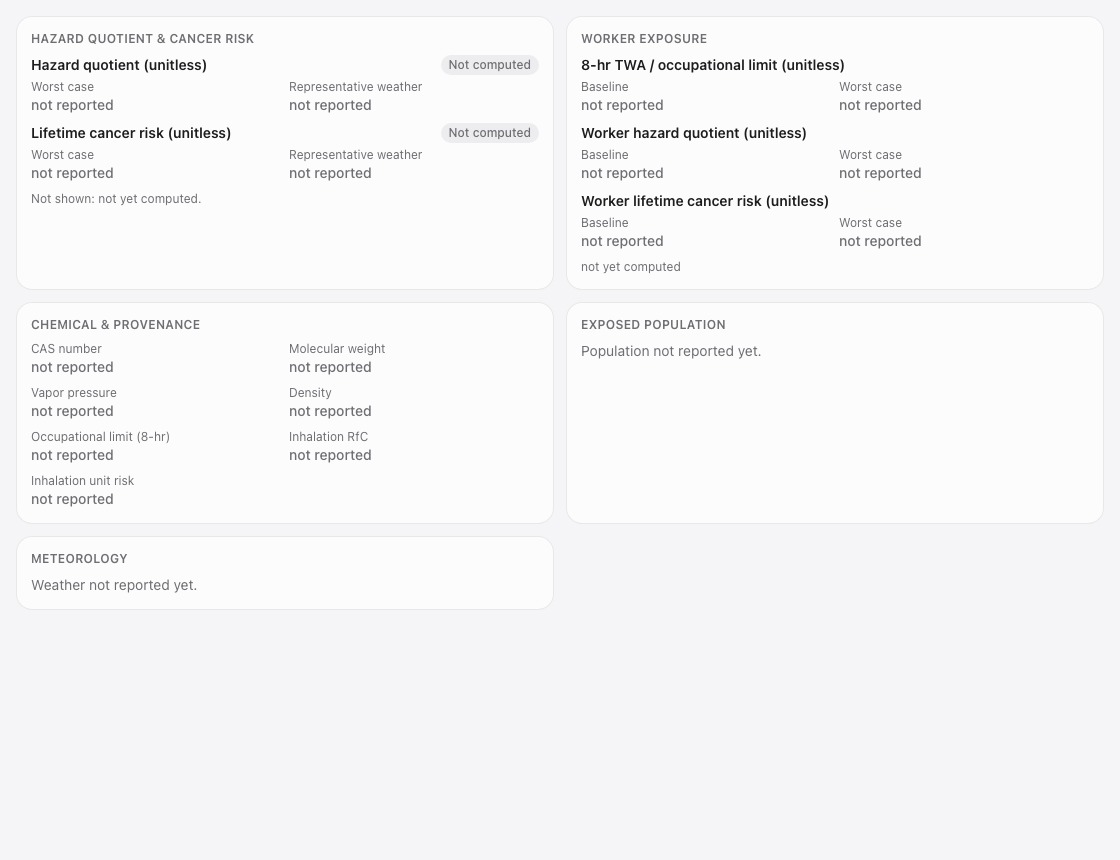 HAZARD QUOTIENT & CANCER RISK
Hazard quotient (unitless) Not computed
Worst case Representative weather
not reported not reported
Lifetime cancer risk (unitless) Not computed
Worst case Representative weather
not reported not reported
Not shown: not yet computed.
WORKER EXPOSURE
8-hr TWA / occupational limit (unitless)
Baseline Worst case
not reported not reported
Worker hazard quotient (unitless)
Baseline Worst case
not reported not reported
Worker lifetime cancer risk (unitless)
Baseline Worst case
not reported not reported
not yet computed
CHEMICAL & PROVENANCE
CAS number Molecular weight
not reported not reported
Vapor pressure Density
not reported not reported
Occupational limit (8-hr) Inhalation RfC
not reported not reported
Inhalation unit risk
not reported
EXPOSED POPULATION
Population not reported yet.
METEOROLOGY
Weather not reported yet.